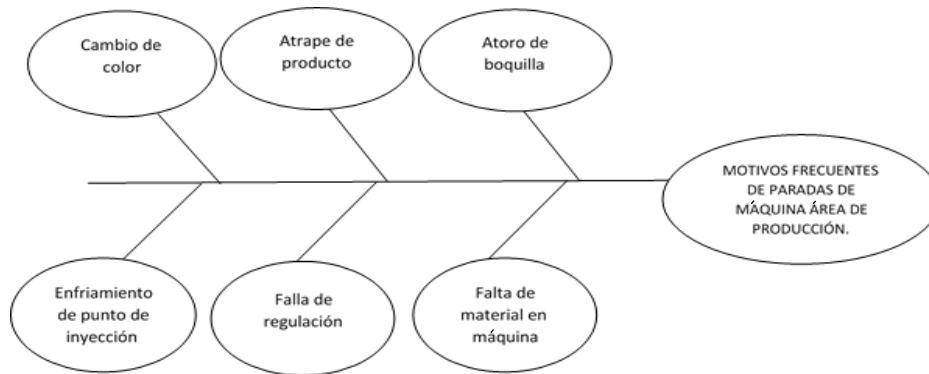 Cambio de
color
Atrape de
producto
Atoro de
boquilla
MOTIVOS FRECUENTES
DE PARADAS DE
MÁQUINA ÁREA DE
PRODUCCIÓN.
Enfriamiento
de punto de
inyección
Falla de
regulación
Falta de
material en
máquina